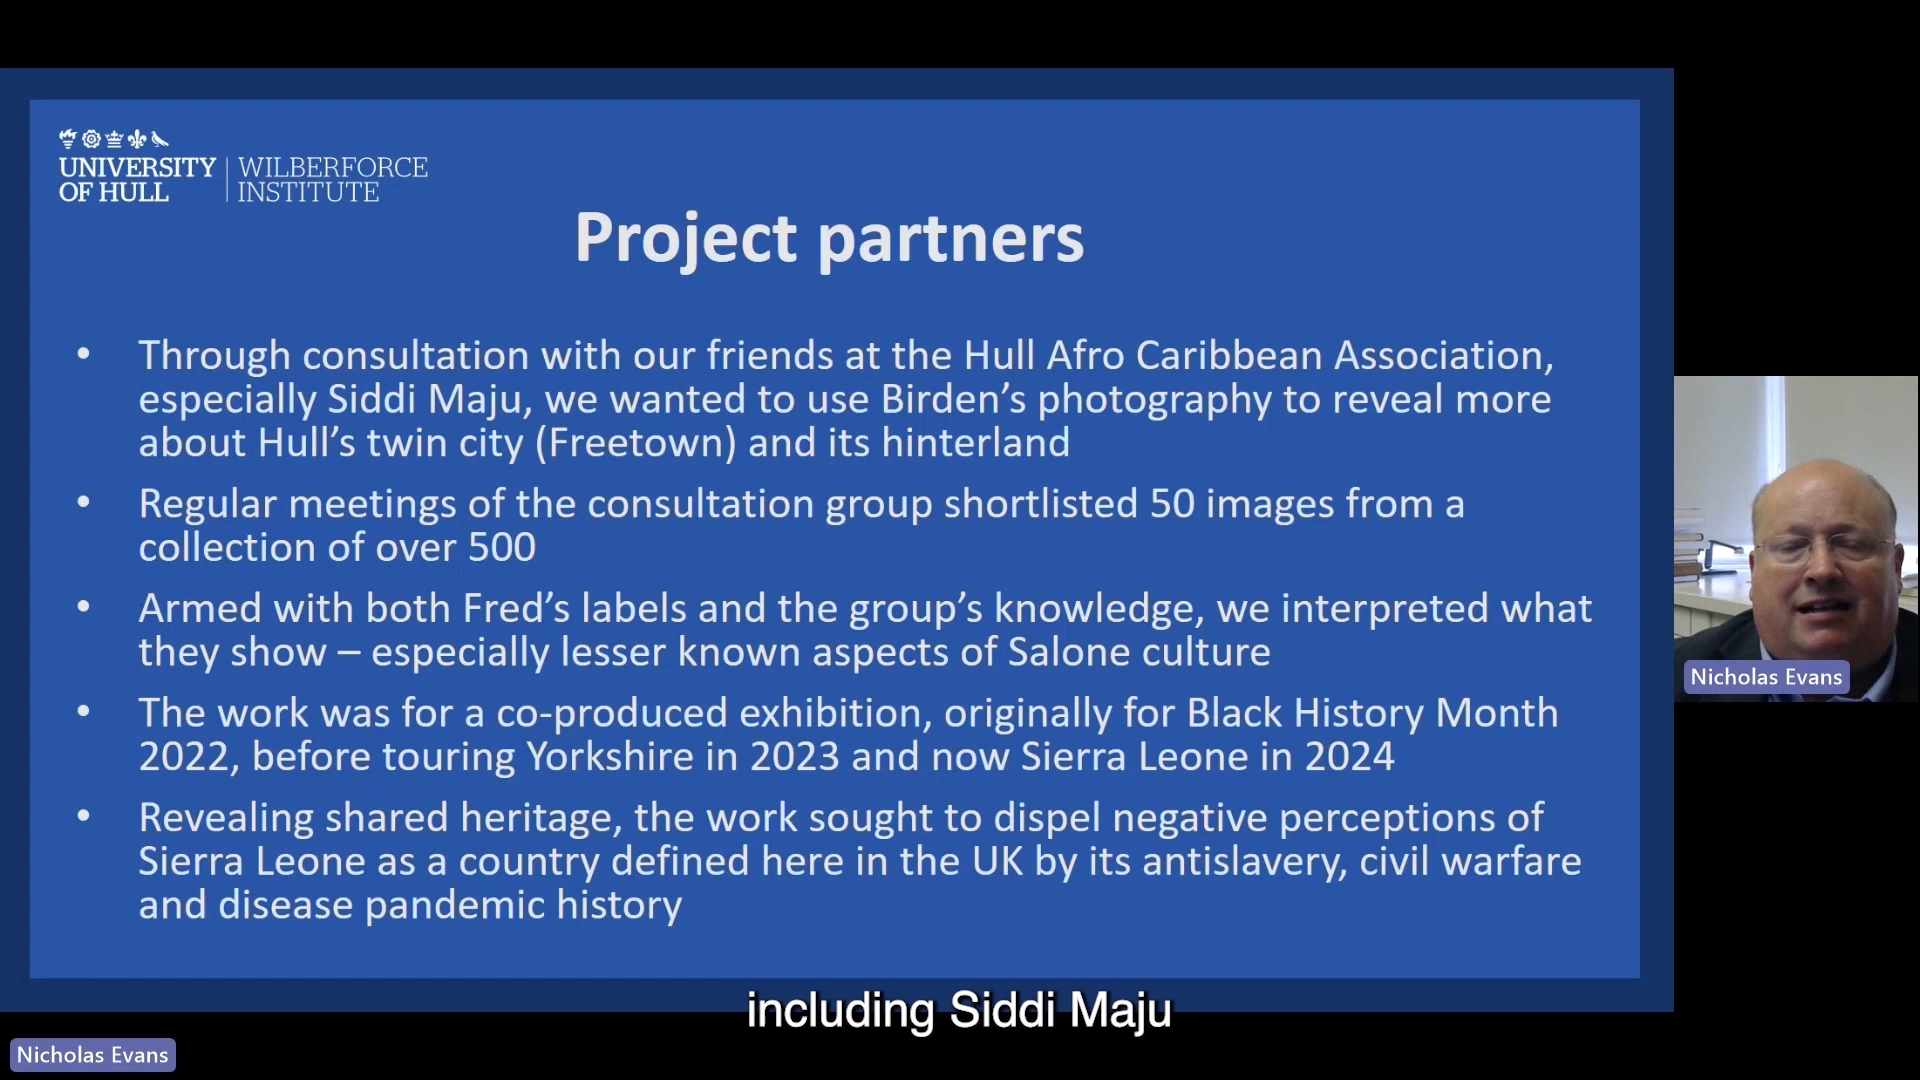 UNIVERSITY
OF HULL
WILBERFORCE
INSTITUTE
Project partners
• Through consultation with our friends at the Hull Afro Caribbean Association,
especially Siddi Maju, we wanted to use Birden’s photography to reveal more
about Hull’s twin city (Freetown) and its hinterland
• Regular meetings of the consultation group shortlisted 50 images from a
collection of over 500
• Armed with both Fred’s labels and the group’s knowledge, we interpreted what
they show – especially lesser known aspects of Salone culture
• The work was for a co-produced exhibition, originally for Black History Month
2022, before touring Yorkshire in 2023 and now Sierra Leone in 2024
• Revealing shared heritage, the work sought to dispel negative perceptions of
Sierra Leone as a country defined here in the UK by its antislavery, civil warfare
and disease pandemic history
Nicholas Evans
including Siddi Maju
Nicholas Evans